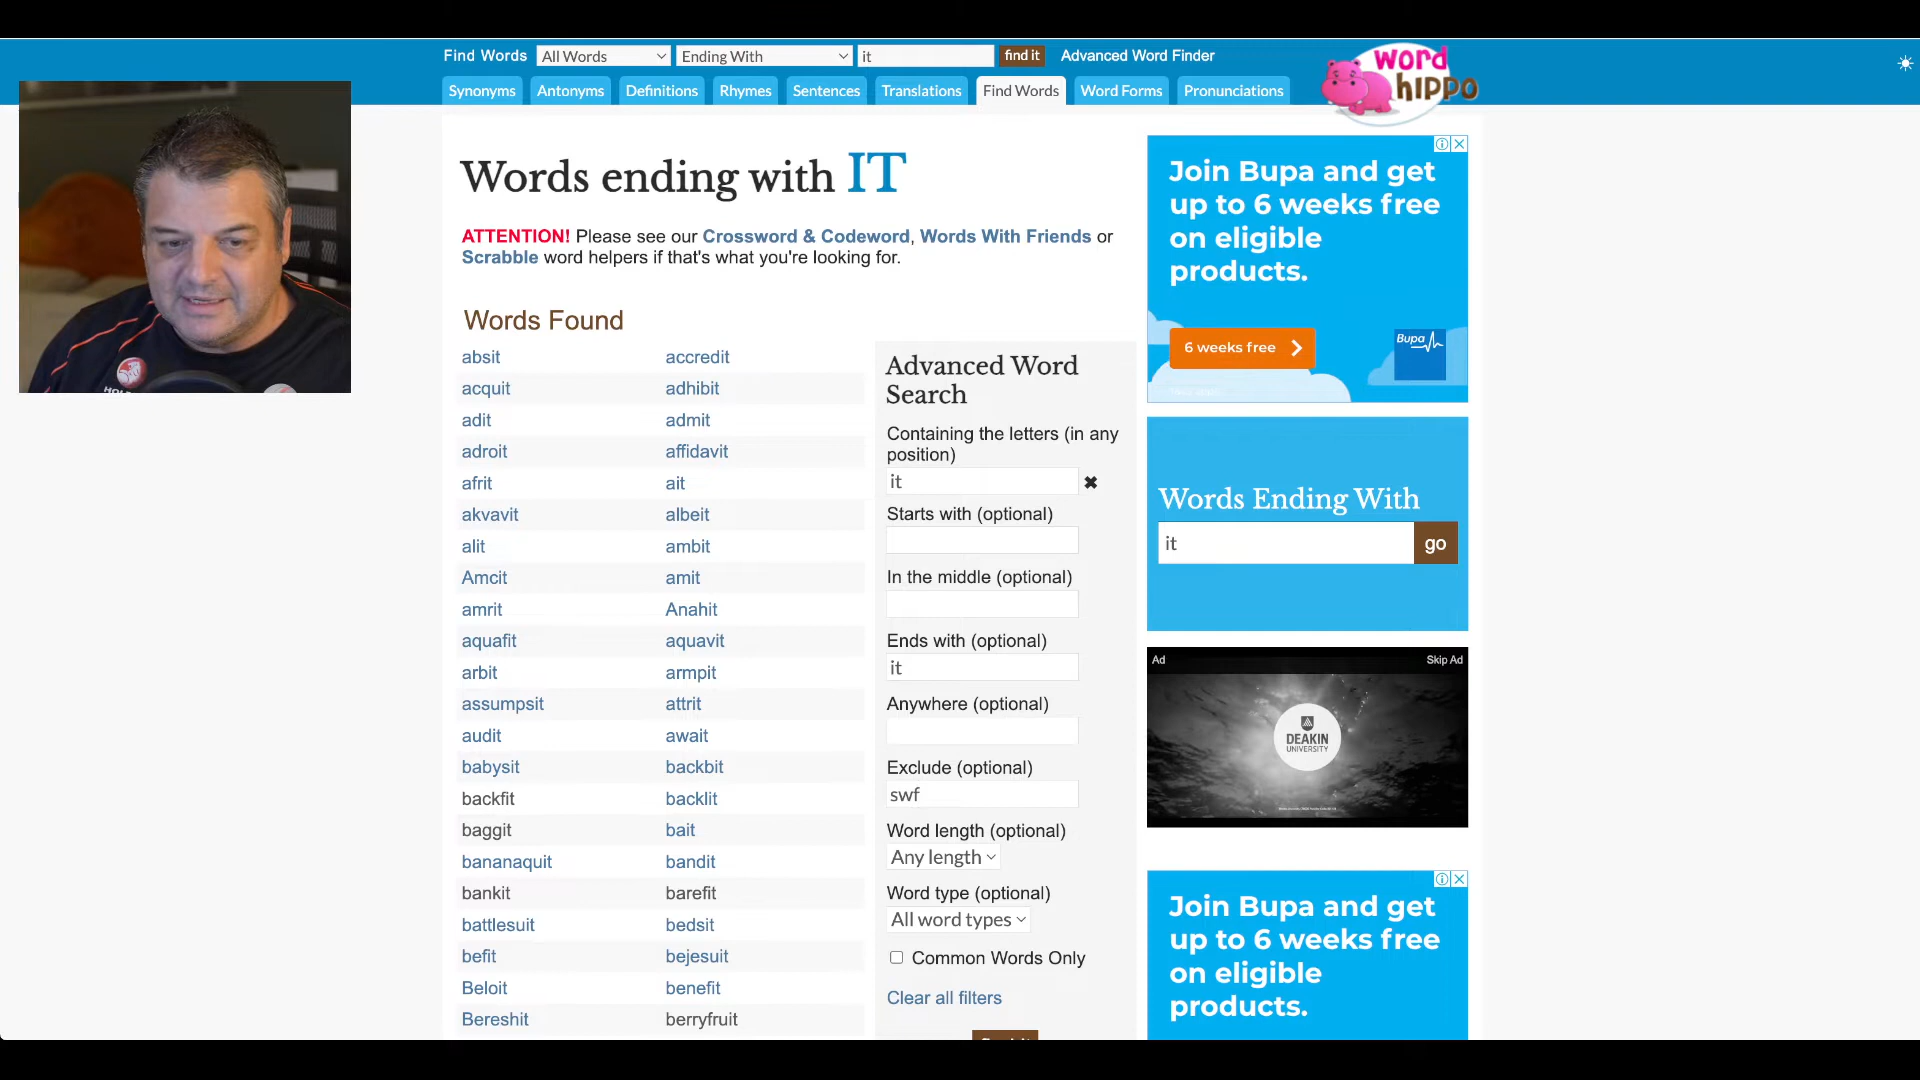 Find Words All Words Ending With it find it Advanced Word Finder
word hippo
Synonyms Antonyms Definitions Rhymes Sentences Translations Find Words Word Forms Pronunciations
Words ending with IT
ATTENTION! Please see our Crossword & Codeword, Words With Friends or
Scrabble word helpers if that's what you're looking for.
Words Found
absit accredit
acquit adhibit
adit admit
adroit affidavit
afrit ait
akvavit albeit
alit ambit
Amcit amit
amrit Anahit
aquafit aquavit
arbit armpit
assumpsit attrit
audit await
babysit backbit
backfit backlit
baggit bait
bananaquit bandit
bankit barefit
battlesuit bedsit
befit bejesuit
Beloit benefit
Bereshit berryfruit
Advanced Word
Search
Containing the letters (in any
position)
it
Starts with (optional)
In the middle (optional)
Ends with (optional)
it
Anywhere (optional)
Exclude (optional)
swf
Word length (optional)
Any length
Word type (optional)
All word types
Common Words Only
Clear all filters
Join Bupa and get
up to 6 weeks free
on eligible
products.
6 weeks free
Bupa
Words Ending With
it go
Ad Skip Ad
DEAKIN
UNIVERSITY
Join Bupa and get
up to 6 weeks free
on eligible
products.